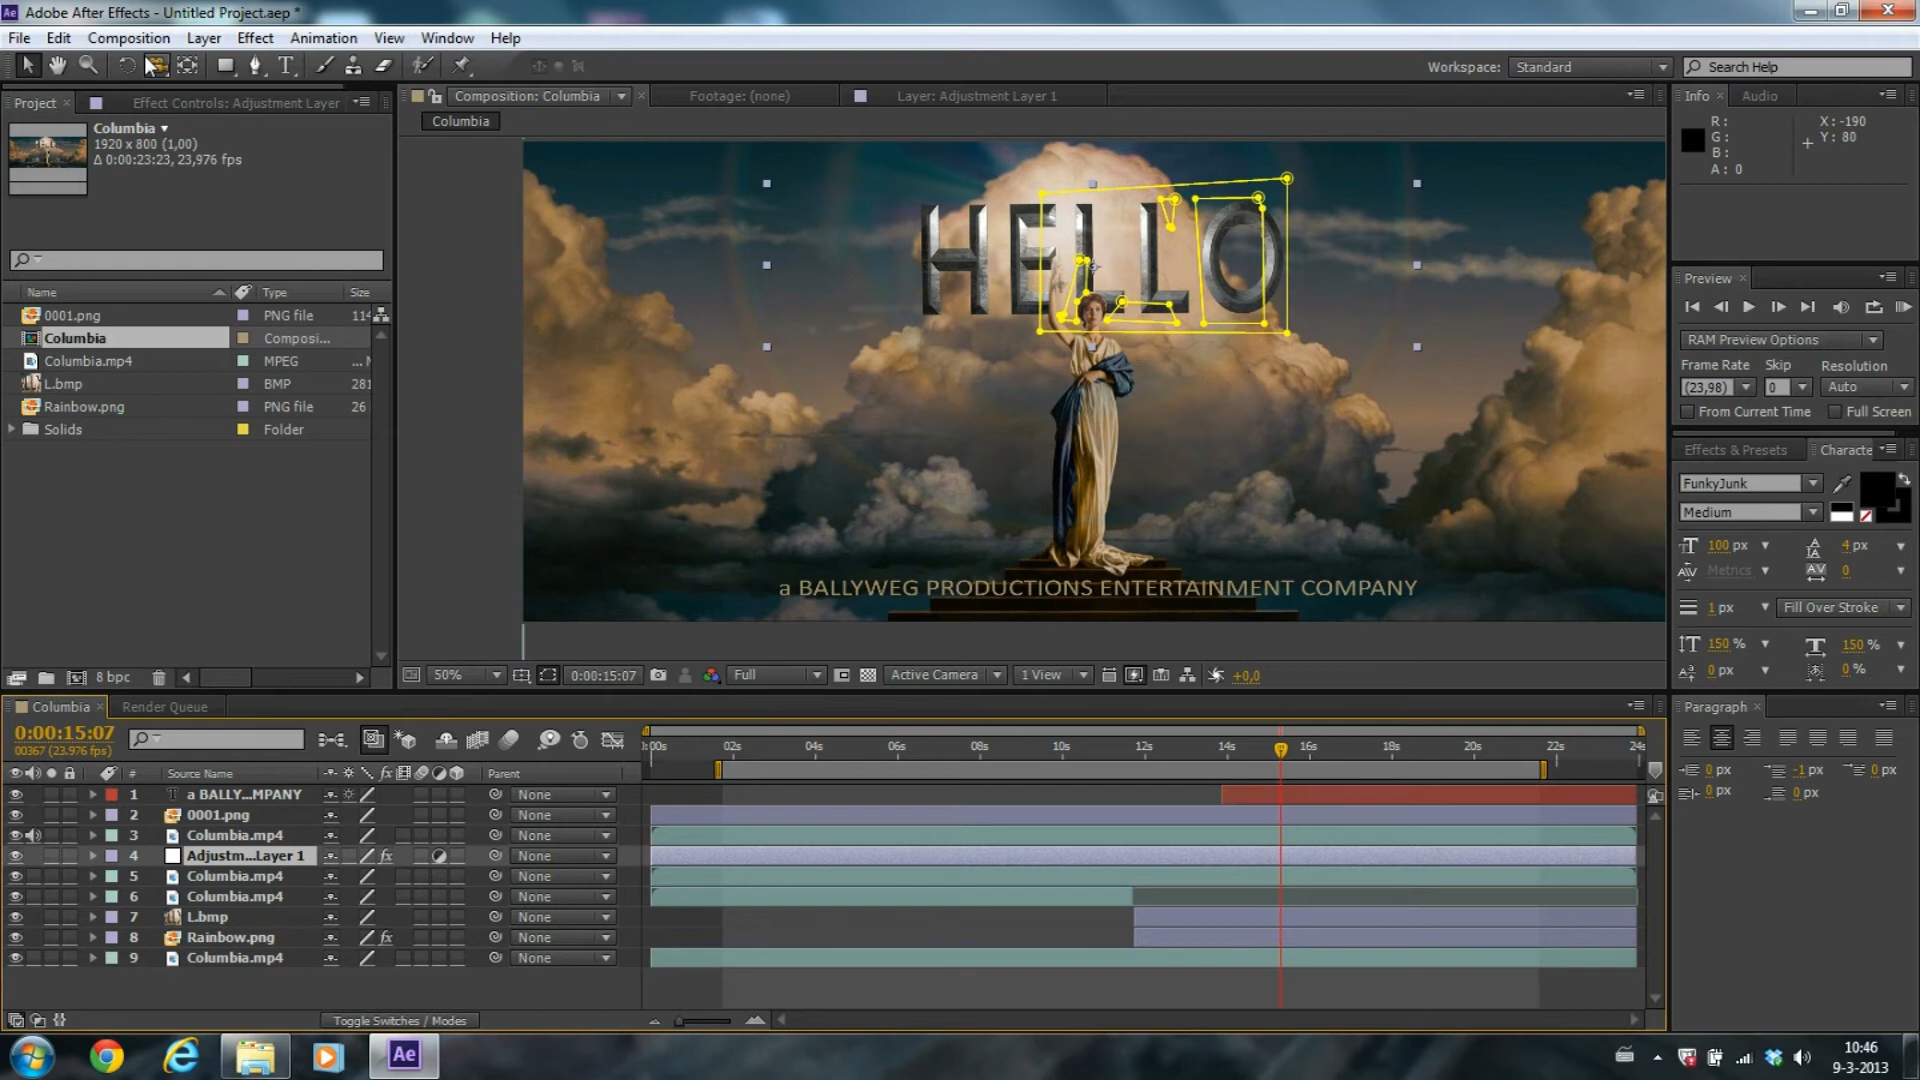 Adobe After Effects - Untitled Project.aep *
File Edit Composition Layer Effect Animation View Window Help
Workspace: Standard Search Help
Project Effect Controls: Adjustment Layer
Composition: Columbia Footage: (none) Layer: Adjustment Layer 1
Info Audio
Columbia
1920 x 800 (1,00)
Δ 0:00:23:23, 23,976 fps
Columbia
R:
G:
B:
A: 0
X: -190
Y: 80
HELLO
a BALLYWEG PRODUCTIONS ENTERTAINMENT COMPANY
Name Type Size
0001.png PNG file 114
Columbia Composi...
Columbia.mp4 MPEG ... M
L.bmp BMP 281
Rainbow.png PNG file 26
Solids Folder
8 bpc
50% 0:00:15:07 Full Active Camera 1 View +0,0
Preview
RAM Preview Options
Frame Rate Skip Resolution
(23,98) 0 Auto
From Current Time Full Screen
Effects & Presets Characte
FunkyJunk
Medium
100 px 4 px
Metrics 0
1 px Fill Over Stroke
150 % 150 %
0 px 0 %
Paragraph
0 px -1 px 0 px
0 px 0 px
Columbia Render Queue
0:00:15:07
00367 (23.976 fps)
:00s 02s 04s 06s 08s 10s 12s 14s 16s 18s 20s 22s 24s
# Source Name Parent
1 a BALLY...MPANY None
2 0001.png None
3 Columbia.mp4 None
4 Adjustm...Layer 1 None
5 Columbia.mp4 None
6 Columbia.mp4 None
7 L.bmp None
8 Rainbow.png None
9 Columbia.mp4 None
Toggle Switches / Modes
Ae
10:46
9-3-2013